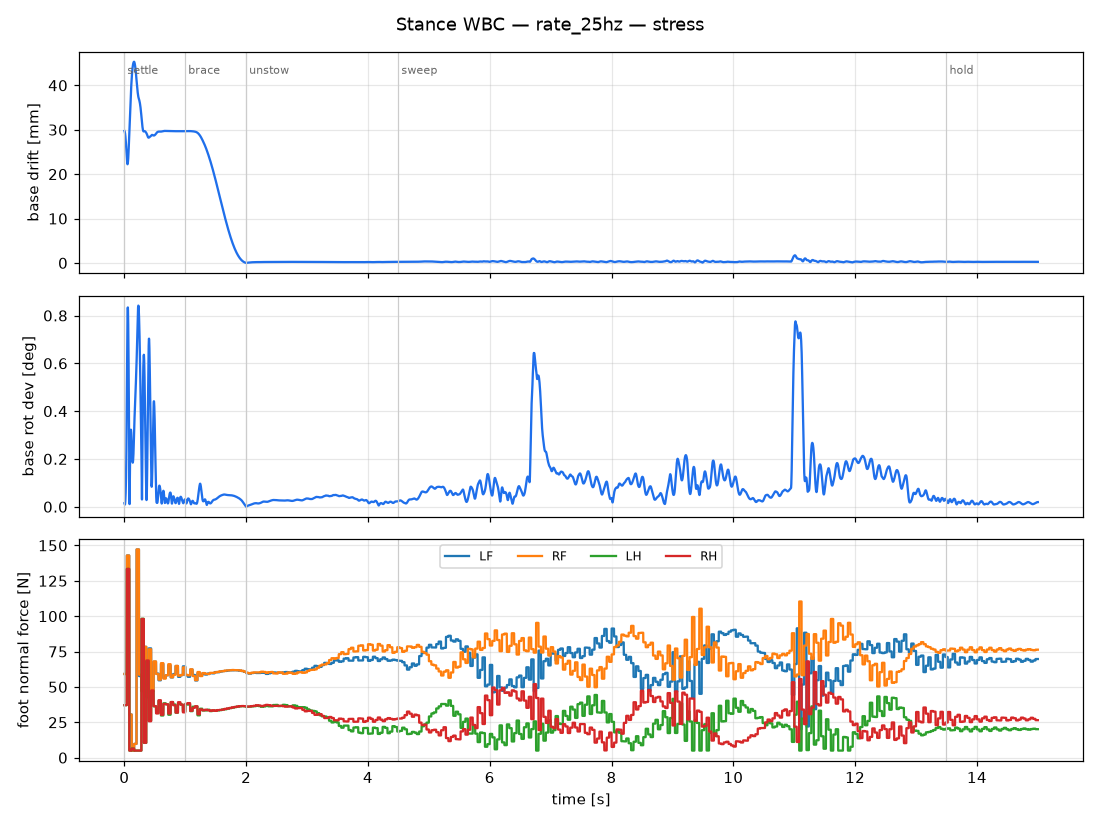 Stance WBC — rate_25hz — stress
settle brace unstow sweep hold
base drift [mm]
40
30
20
10
0
base rot dev [deg]
0.8
0.6
0.4
0.2
0.0
LF RF LH RH
foot normal force [N]
150
125
100
75
50
25
0
0 2 4 6 8 10 12 14
time [s]